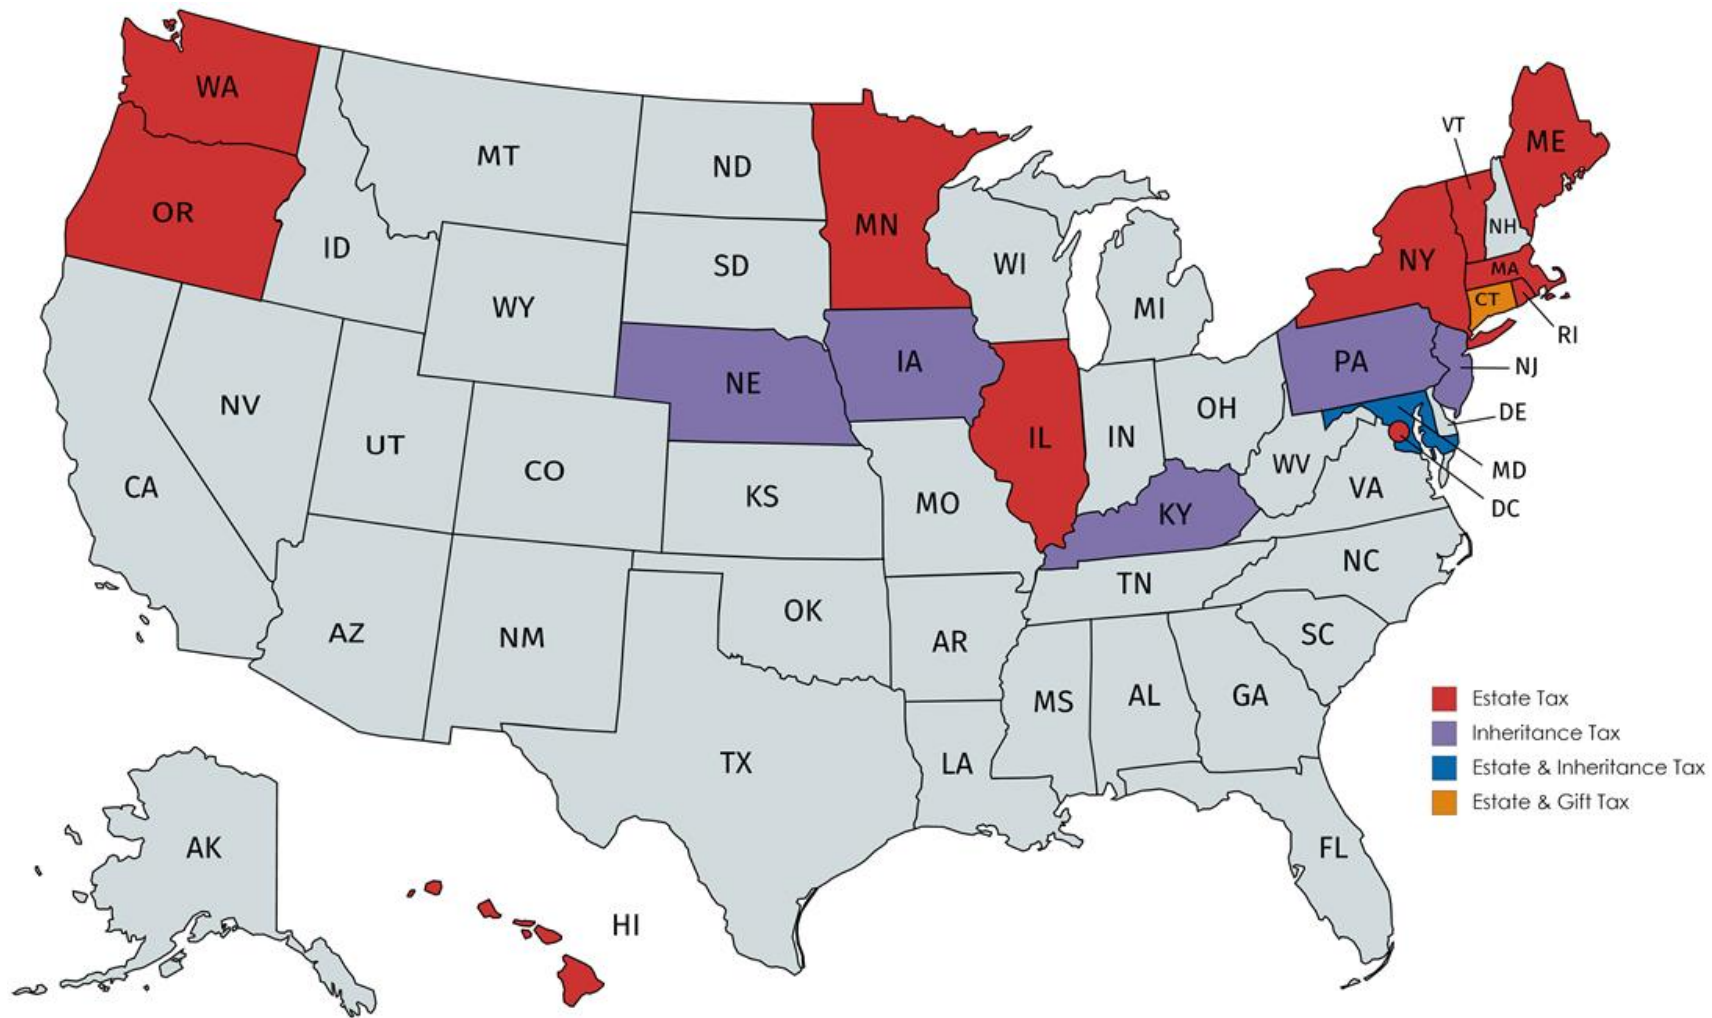 WA
MT
ND
MN
VT
ME
OR
ID
SD
WI
NH
NY
MA
WY
MI
CT
RI
NE
IA
PA
NJ
NV
UT
CO
IL
IN
OH
DE
CA
KS
MO
WV
VA
MD
DC
KY
NC
AZ
NM
OK
AR
TN
SC
TX
LA
MS
AL
GA
Estate Tax
Inheritance Tax
Estate & Inheritance Tax
Estate & Gift Tax
AK
HI
FL